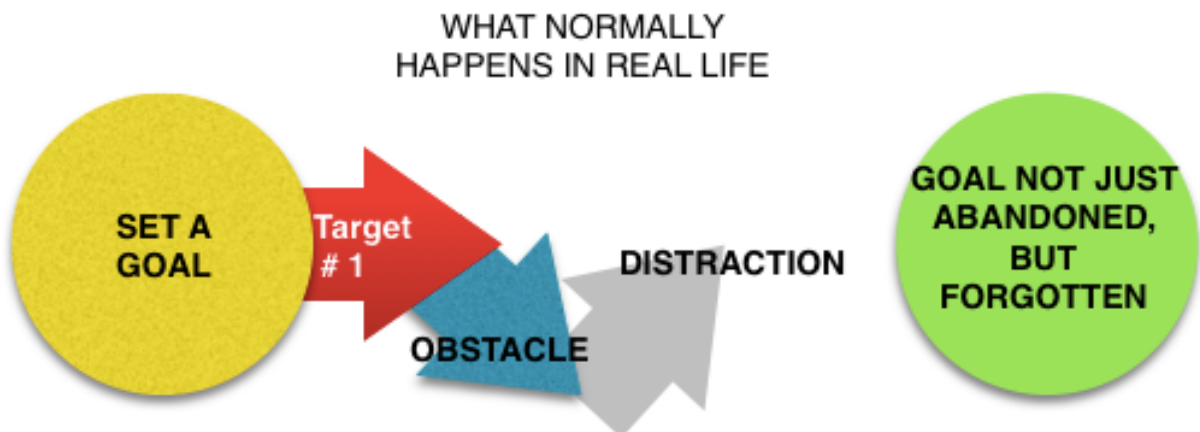 WHAT NORMALLY
HAPPENS IN REAL LIFE
SET A
GOAL
Target
# 1
OBSTACLE
DISTRACTION
GOAL NOT JUST
ABANDONED,
BUT
FORGOTTEN